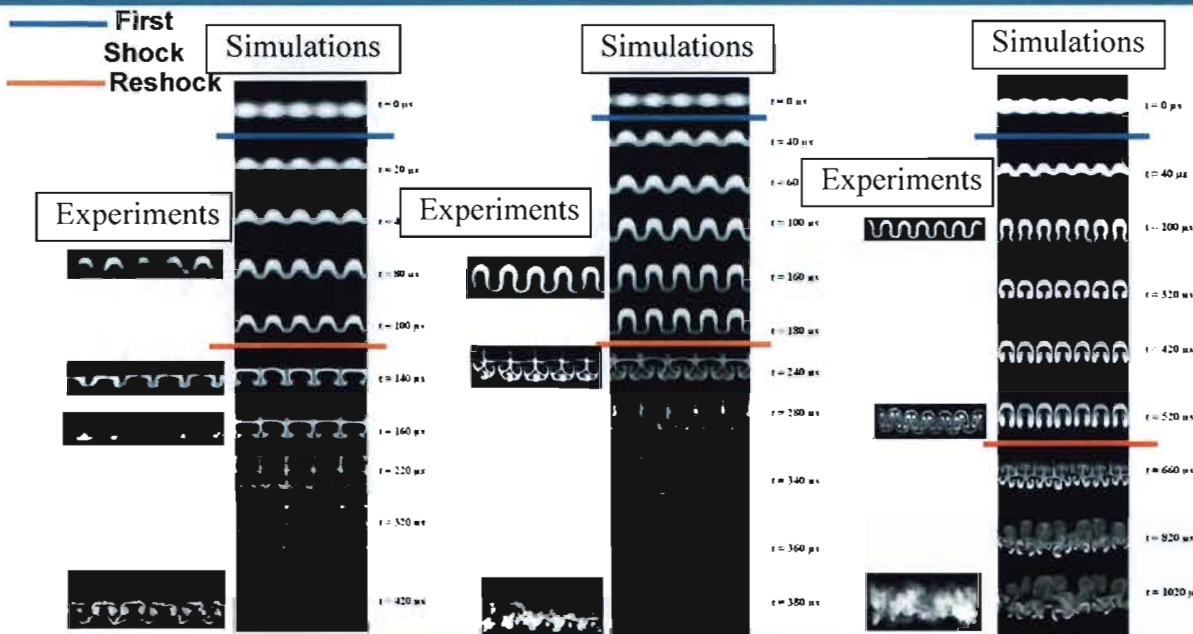 First
Shock
Reshock
Simulations
t = 0 μs
t = 20 μs
Experiments
t = 80 μs
t = 100 μs
t = 140 μs
t = 160 μs
t = 220 μs
t = 320 μs
t = 420 μs
Simulations
t = 0 μs
t = 40 μs
t = 60
Experiments
t = 100 μs
t = 160 μs
t = 180 μs
t = 240 μs
t = 280 μs
t = 340 μs
t = 360 μs
t = 380 μs
Simulations
t = 0 μs
t = 40 μs
Experiments
t = 100 μs
t = 320 μs
t = 420 μs
t = 520 μs
t = 660 μs
t = 820 μs
t = 1020 μ